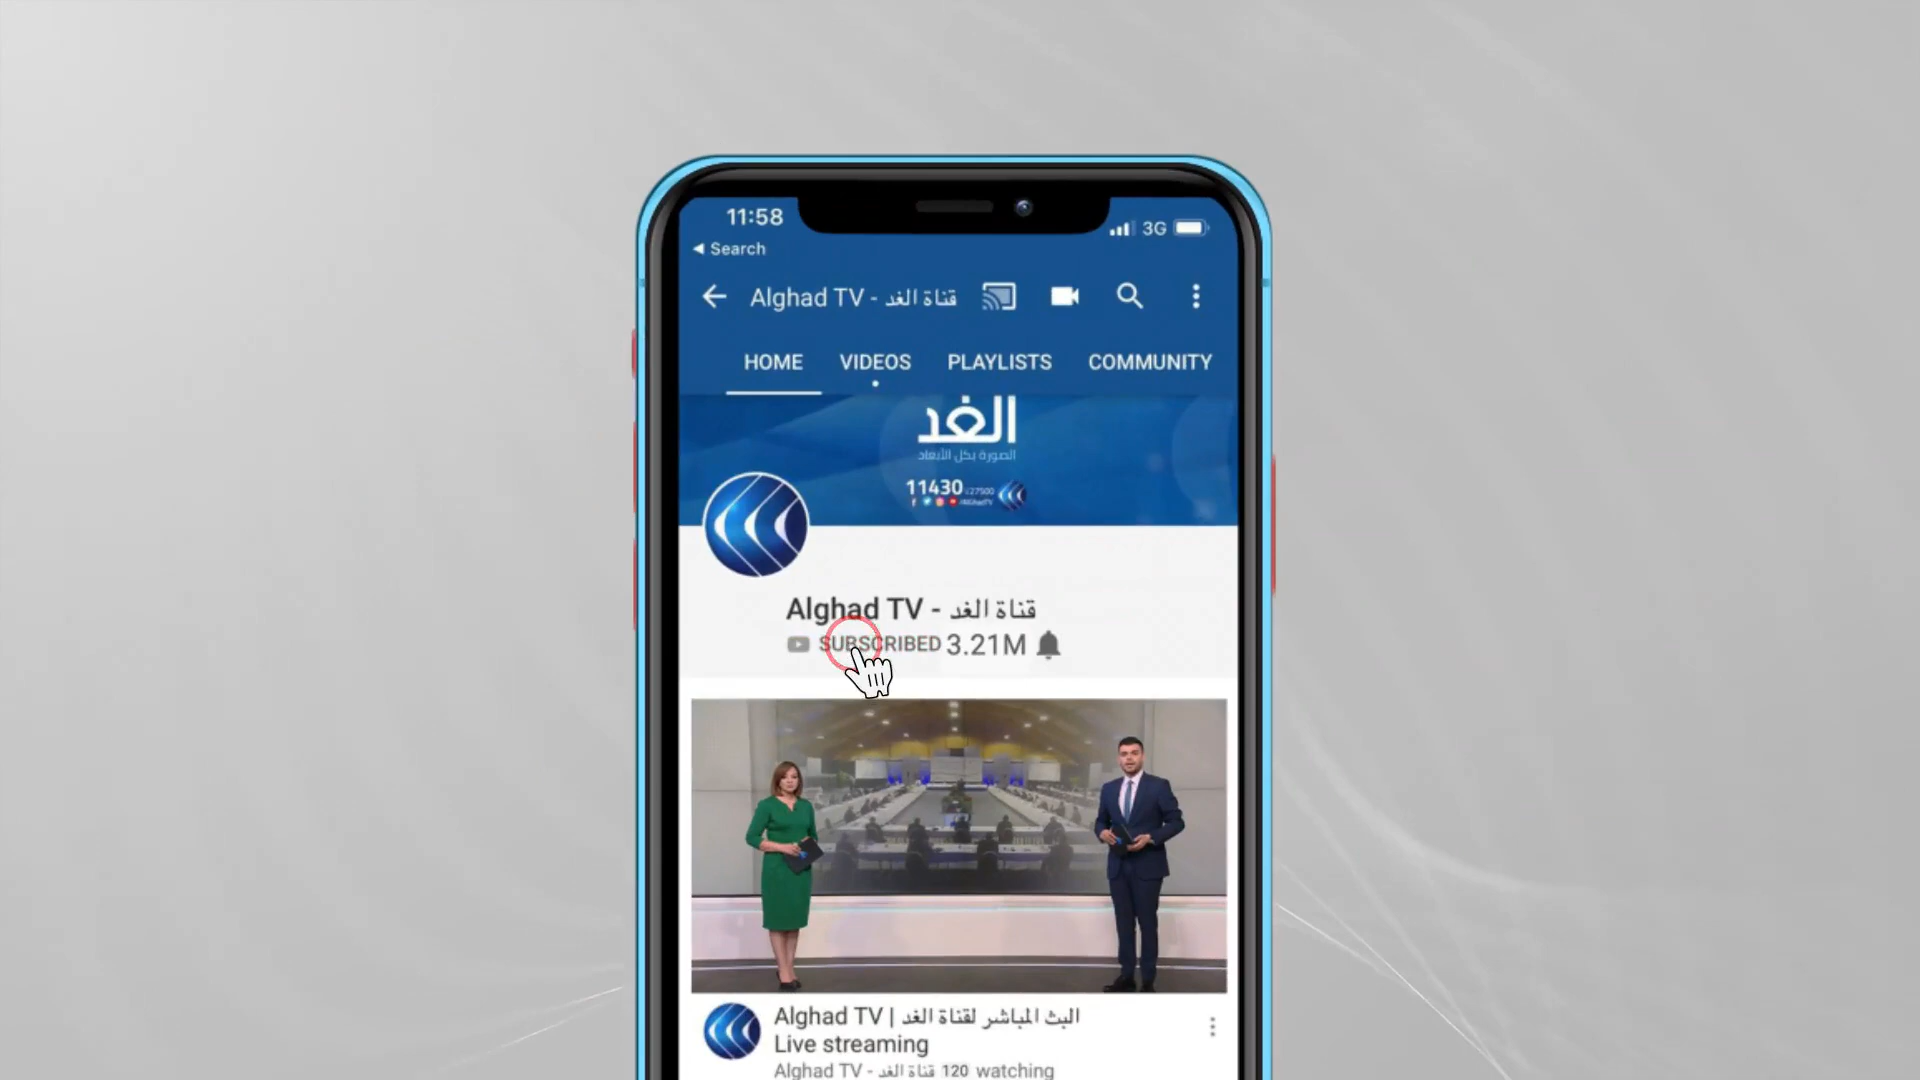 11:58
3G
◀ Search
Alghad TV - قناة الغد
HOME VIDEOS PLAYLISTS COMMUNITY
الغد
الصورة بكل الأبعاد
11430 27500
AlGhadTV
Alghad TV - قناة الغد
SUBSCRIBED 3.21M
Alghad TV | البث المباشر لقناة الغد
Live streaming
Alghad TV - قناة الغد 120 watching